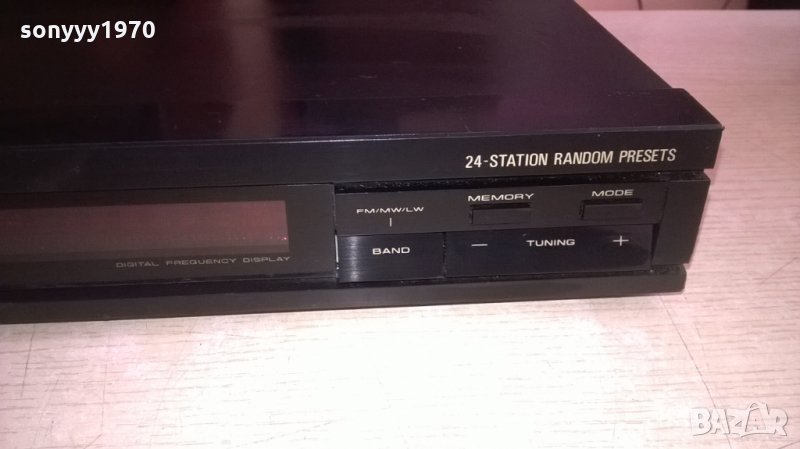 sonyyy1970
24-STATION RANDOM PRESETS
FM/MW/LW
MEMORY
MODE
BAND
− TUNING +
DIGITAL FREQUENCY DISPLAY
BAZAR